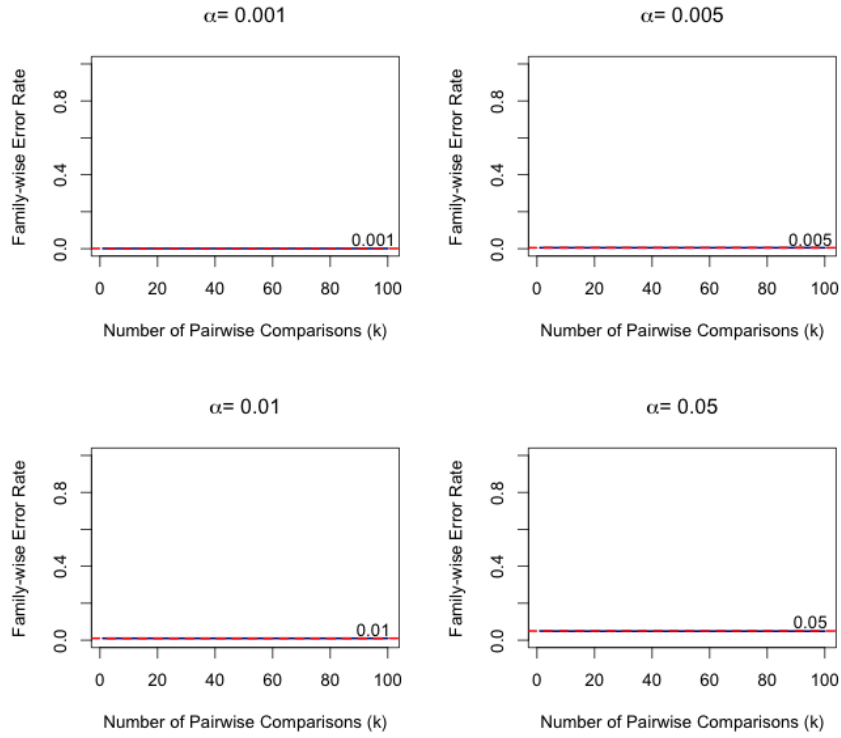 α= 0.001
Family-wise Error Rate
0.8
0.4
0.0
0.001
0 20 40 60 80 100
Number of Pairwise Comparisons (k)
α= 0.005
Family-wise Error Rate
0.8
0.4
0.0
0.005
0 20 40 60 80 100
Number of Pairwise Comparisons (k)
α= 0.01
Family-wise Error Rate
0.8
0.4
0.0
0.01
0 20 40 60 80 100
Number of Pairwise Comparisons (k)
α= 0.05
Family-wise Error Rate
0.8
0.4
0.0
0.05
0 20 40 60 80 100
Number of Pairwise Comparisons (k)